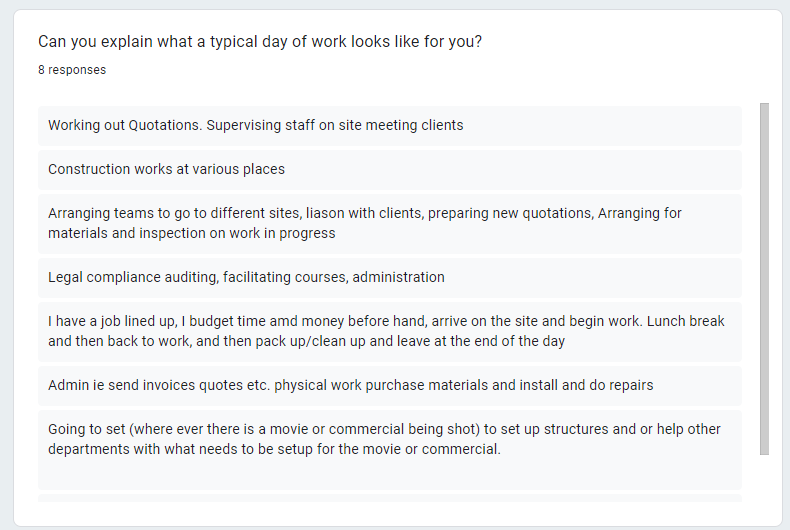 Can you explain what a typical day of work looks like for you?
8 responses
Working out Quotations. Supervising staff on site meeting clients
Construction works at various places
Arranging teams to go to different sites, liason with clients, preparing new quotations, Arranging for
materials and inspection on work in progress
Legal compliance auditing, facilitating courses, administration
I have a job lined up, I budget time amd money before hand, arrive on the site and begin work. Lunch break
and then back to work, and then pack up/clean up and leave at the end of the day
Admin ie send invoices quotes etc. physical work purchase materials and install and do repairs
Going to set (where ever there is a movie or commercial being shot) to set up structures and or help other
departments with what needs to be setup for the movie or commercial.